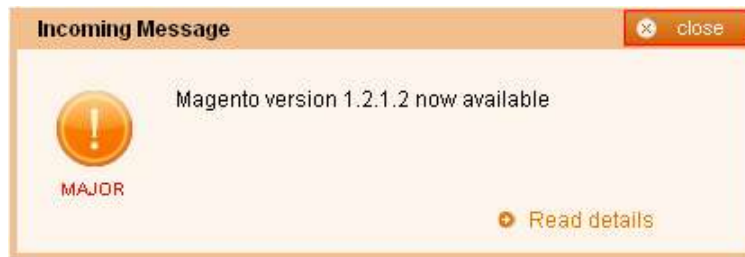 Incoming Message
close
Magento version 1.2.1.2 now available
MAJOR
Read details